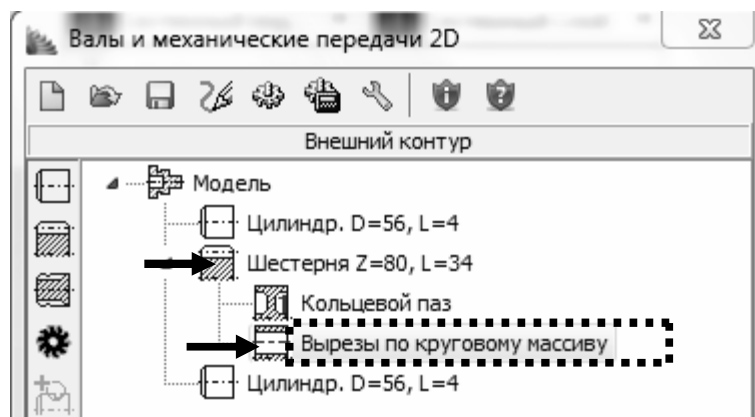 Валы и механические передачи 2D
Внешний контур
Модель
Цилиндр. D=56, L=4
Шестерня Z=80, L=34
Кольцевой паз
Вырезы по круговому массиву
Цилиндр. D=56, L=4